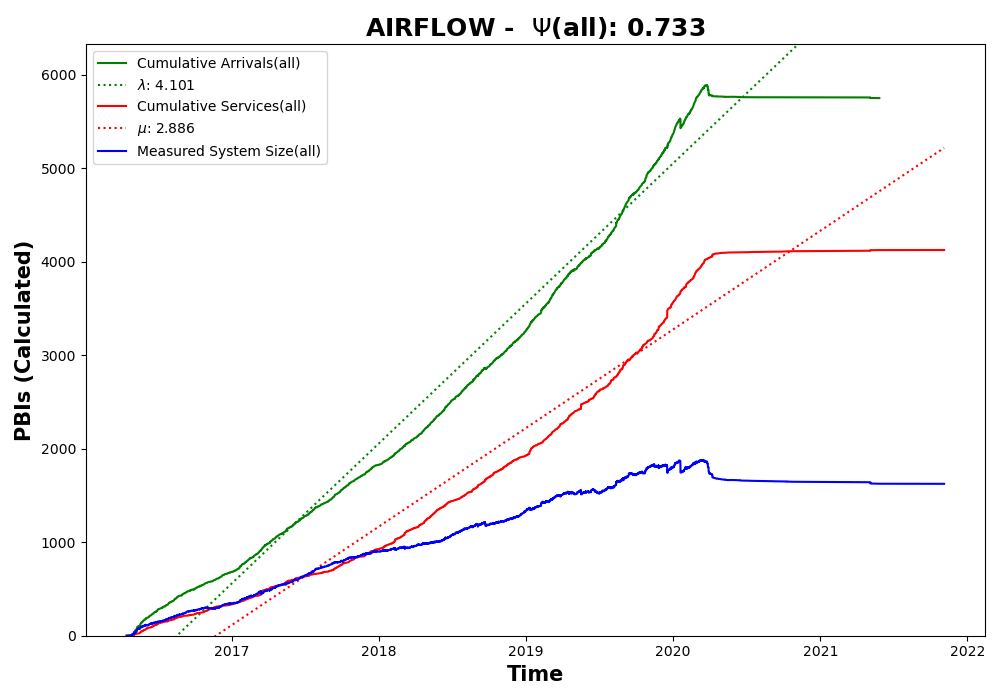 AIRFLOW -  Ψ(all): 0.733
Cumulative Arrivals(all)
λ: 4.101
Cumulative Services(all)
μ: 2.886
Measured System Size(all)
PBIs (Calculated)
6000
5000
4000
3000
2000
1000
0
2017 2018 2019 2020 2021 2022
Time